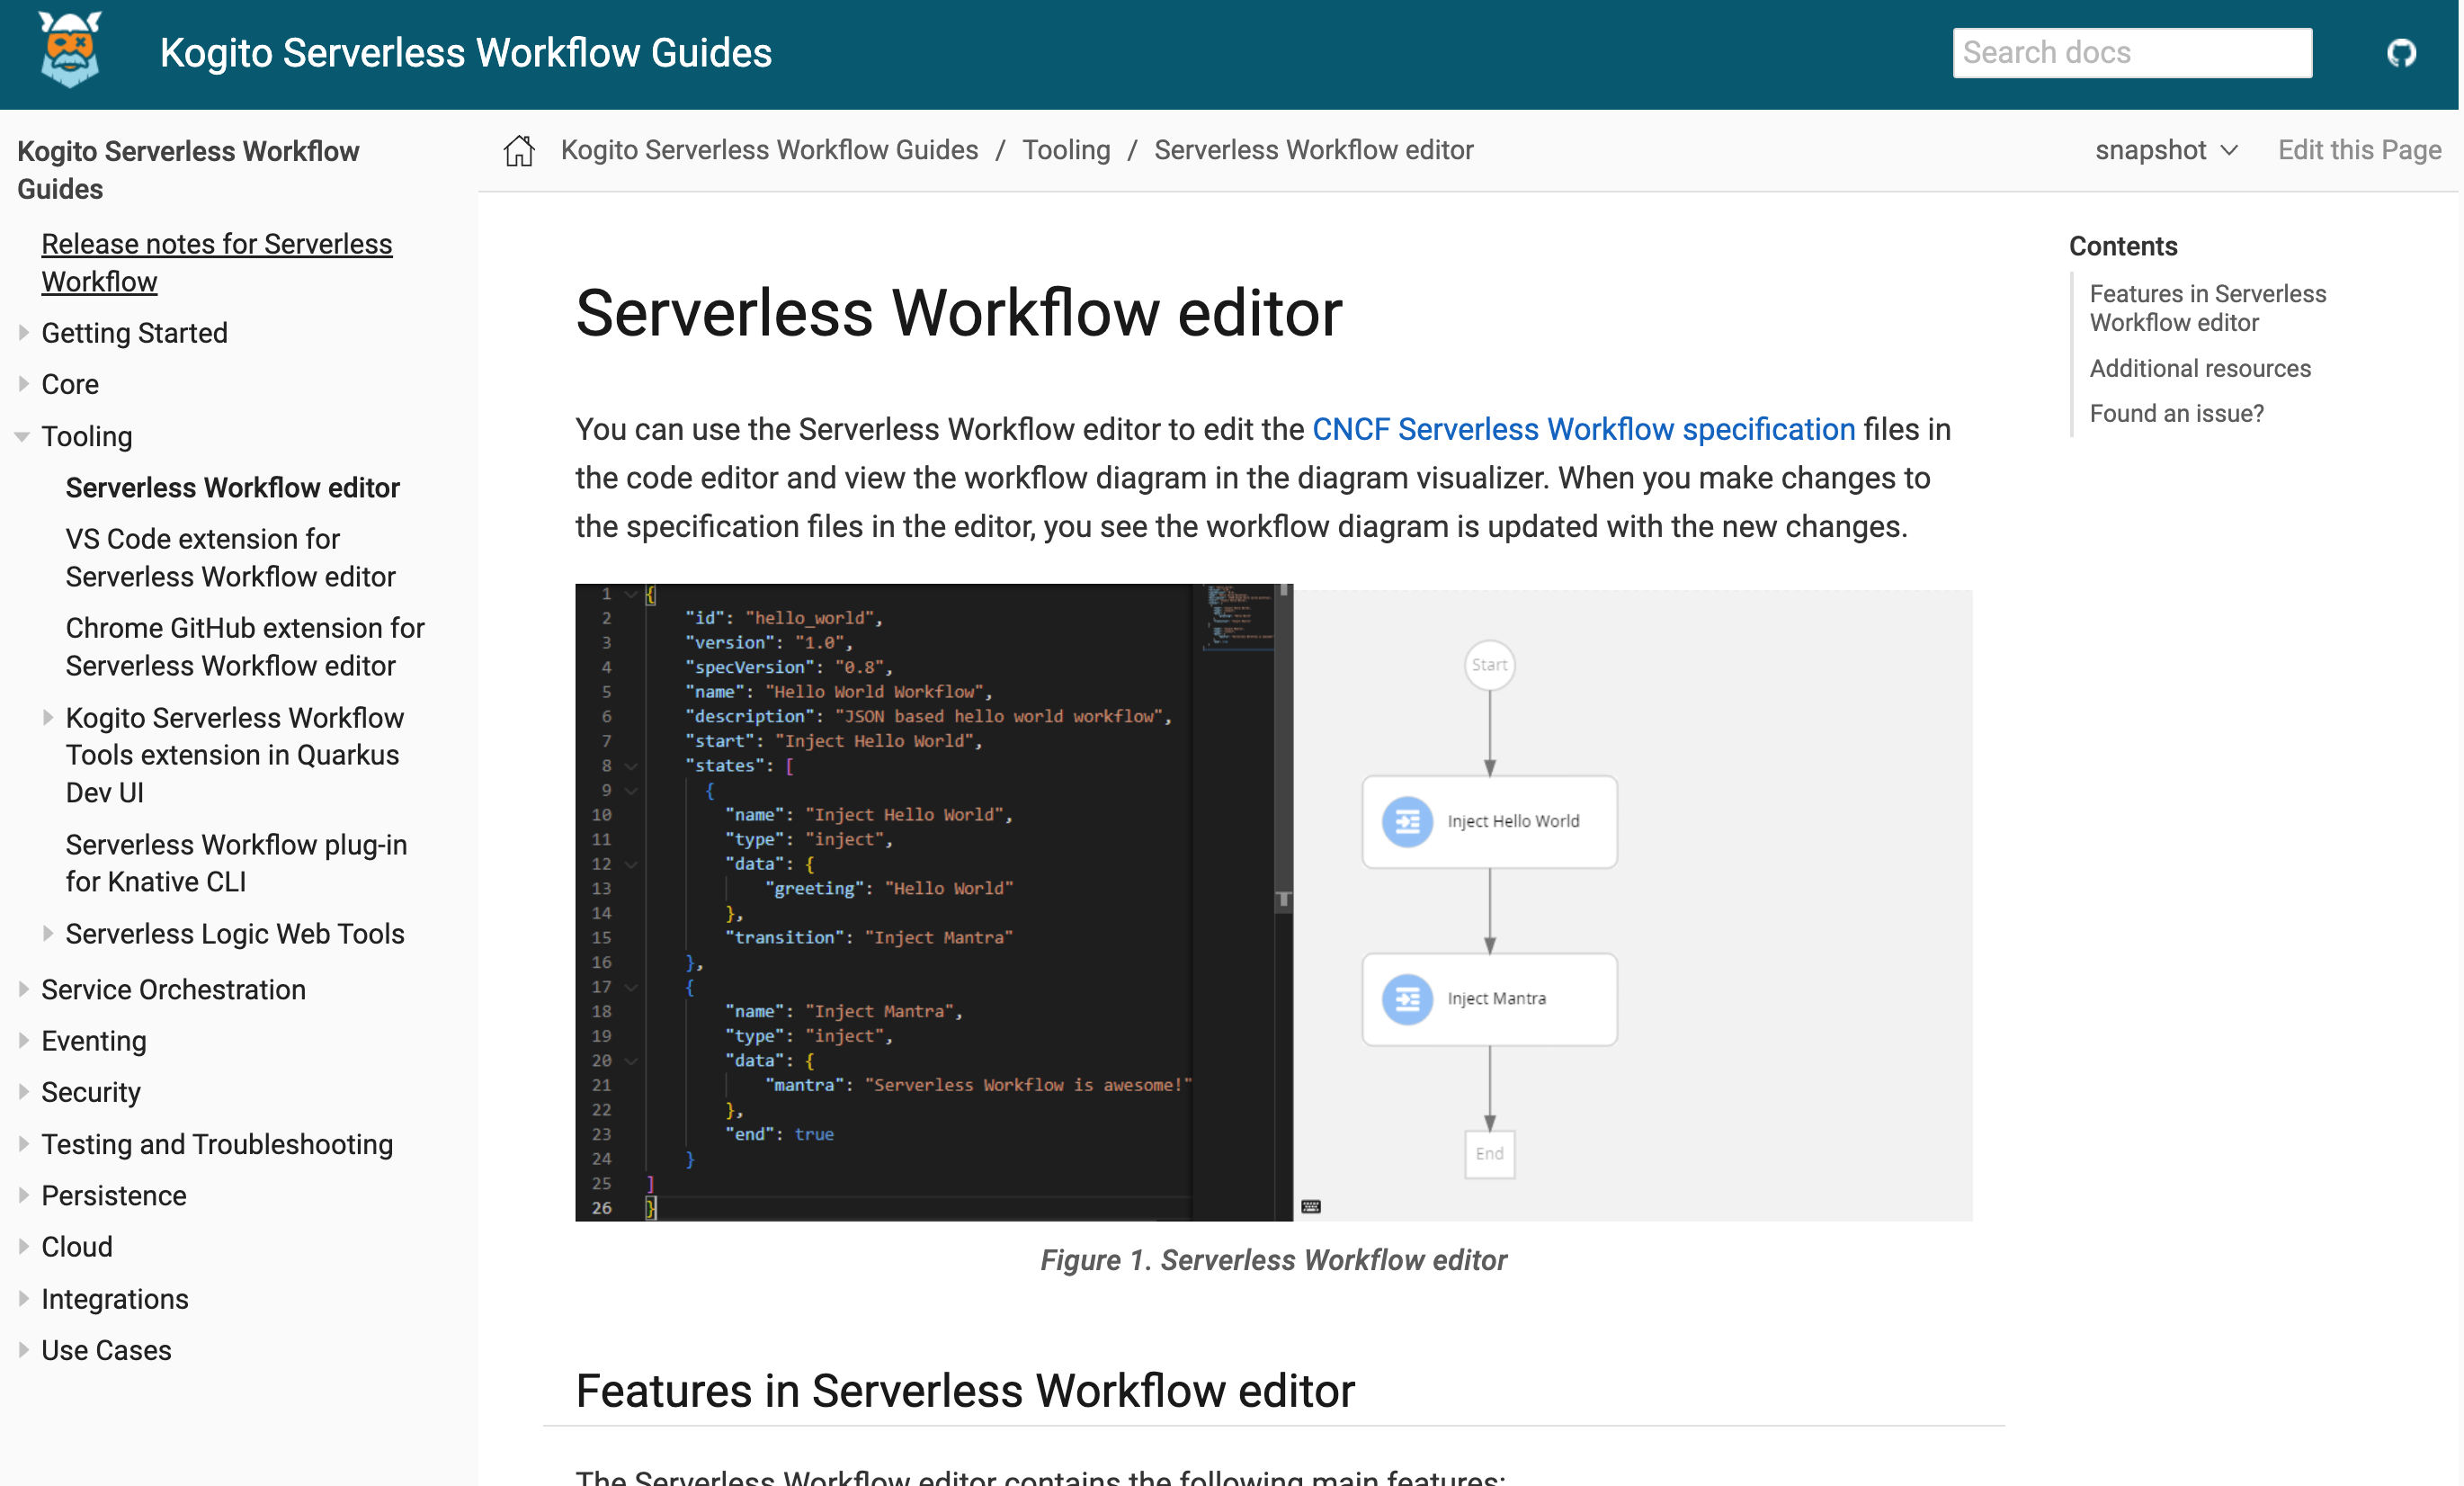 Kogito Serverless Workflow Guides
Search docs
Kogito Serverless Workflow
Guides
Release notes for Serverless
Workflow
Getting Started
Core
Tooling
Serverless Workflow editor
VS Code extension for
Serverless Workflow editor
Chrome GitHub extension for
Serverless Workflow editor
Kogito Serverless Workflow
Tools extension in Quarkus
Dev UI
Serverless Workflow plug-in
for Knative CLI
Serverless Logic Web Tools
Service Orchestration
Eventing
Security
Testing and Troubleshooting
Persistence
Cloud
Integrations
Use Cases
Kogito Serverless Workflow Guides / Tooling / Serverless Workflow editor
snapshot
Edit this Page
Serverless Workflow editor
You can use the Serverless Workflow editor to edit the CNCF Serverless Workflow specification files in
the code editor and view the workflow diagram in the diagram visualizer. When you make changes to
the specification files in the editor, you see the workflow diagram is updated with the new changes.
1 {
2 "id": "hello_world",
3 "version": "1.0",
4 "specVersion": "0.8",
5 "name": "Hello World Workflow",
6 "description": "JSON based hello world workflow",
7 "start": "Inject Hello World",
8 "states": [
9 {
10 "name": "Inject Hello World",
11 "type": "inject",
12 "data": {
13 "greeting": "Hello World"
14 },
15 "transition": "Inject Mantra"
16 },
17 {
18 "name": "Inject Mantra",
19 "type": "inject",
20 "data": {
21 "mantra": "Serverless Workflow is awesome!"
22 },
23 "end": true
24 }
25 ]
26 }
Start
Inject Hello World
Inject Mantra
End
Figure 1. Serverless Workflow editor
Features in Serverless Workflow editor
The Serverless Workflow editor contains the following main features:
Contents
Features in Serverless
Workflow editor
Additional resources
Found an issue?